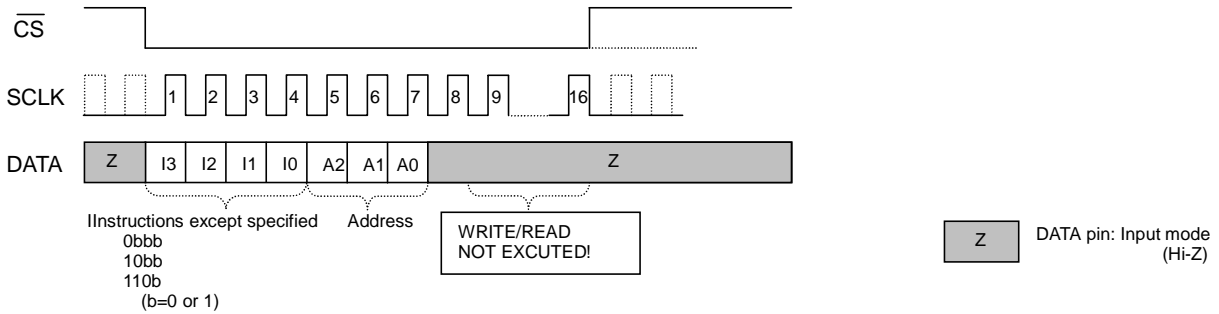 CS
SCLK
1 2 3 4 5 6 7 8 9 16
DATA
Z I3 I2 I1 I0 A2 A1 A0 Z
IInstructions except specified Address
0bbb
10bb
110b
(b=0 or 1)
WRITE/READ
NOT EXCUTED!
Z DATA pin: Input mode
(Hi-Z)